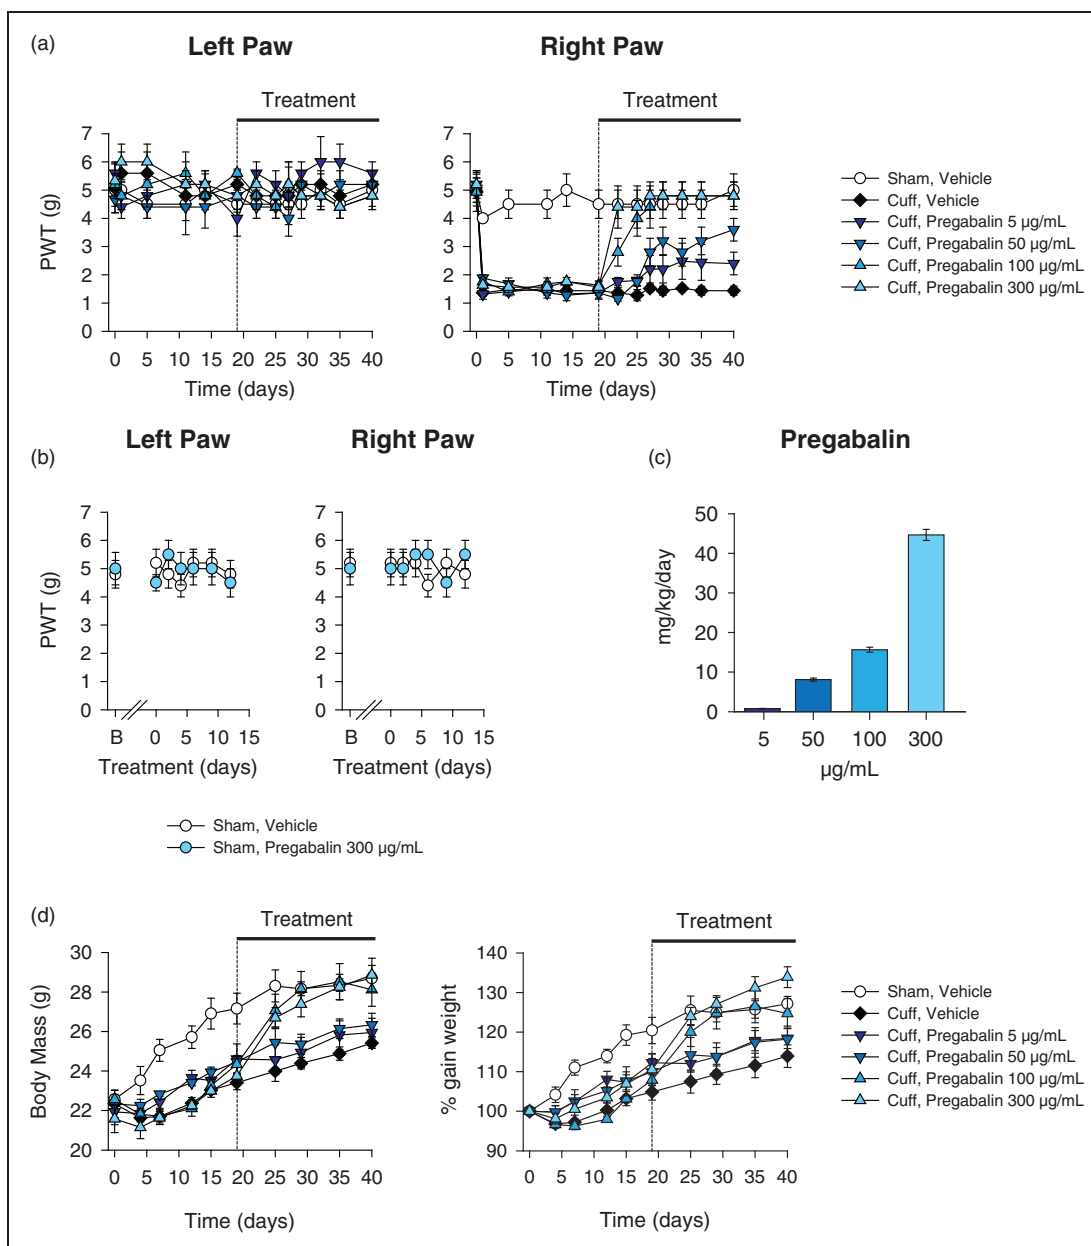 (a)
Left Paw
Right Paw
Treatment
Treatment
7
6
5
4
3
2
1
0
PWT (g)
0 5 10 15 20 25 30 35 40
Time (days)
7
6
5
4
3
2
1
0
0 5 10 15 20 25 30 35 40
Time (days)
Sham, Vehicle
Cuff, Vehicle
Cuff, Pregabalin 5 µg/mL
Cuff, Pregabalin 50 µg/mL
Cuff, Pregabalin 100 µg/mL
Cuff, Pregabalin 300 µg/mL
(b)
Left Paw
Right Paw
7
6
5
4
3
2
1
0
PWT (g)
B 0 5 10 15
Treatment (days)
7
6
5
4
3
2
1
0
B 0 5 10 15
Treatment (days)
Sham, Vehicle
Sham, Pregabalin 300 µg/mL
(c)
Pregabalin
50
40
30
20
10
0
mg/kg/day
5 50 100 300
µg/mL
(d)
Treatment
Treatment
30
28
26
24
22
20
Body Mass (g)
0 5 10 15 20 25 30 35 40
Time (days)
140
130
120
110
100
90
% gain weight
0 5 10 15 20 25 30 35 40
Time (days)
Sham, Vehicle
Cuff, Vehicle
Cuff, Pregabalin 5 µg/mL
Cuff, Pregabalin 50 µg/mL
Cuff, Pregabalin 100 µg/mL
Cuff, Pregabalin 300 µg/mL